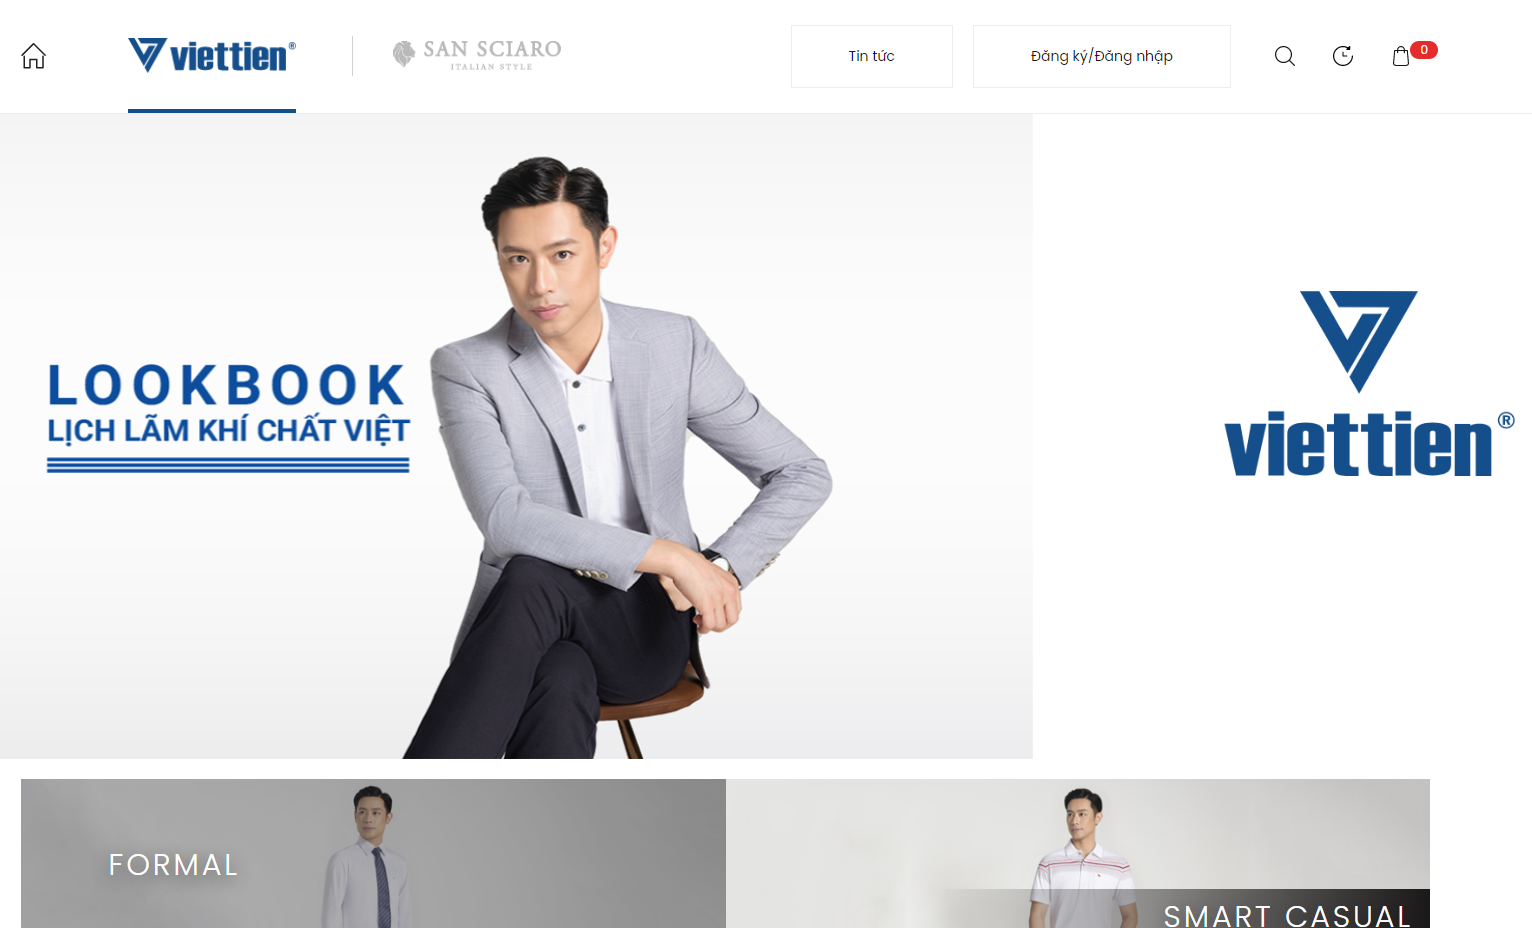 viettien®
SAN SCIARO
ITALIAN STYLE
Tin tức
Đăng ký/Đăng nhập
0
LOOKBOOK
LỊCH LÃM KHÍ CHẤT VIỆT
viettien®
FORMAL
SMART CASUAL